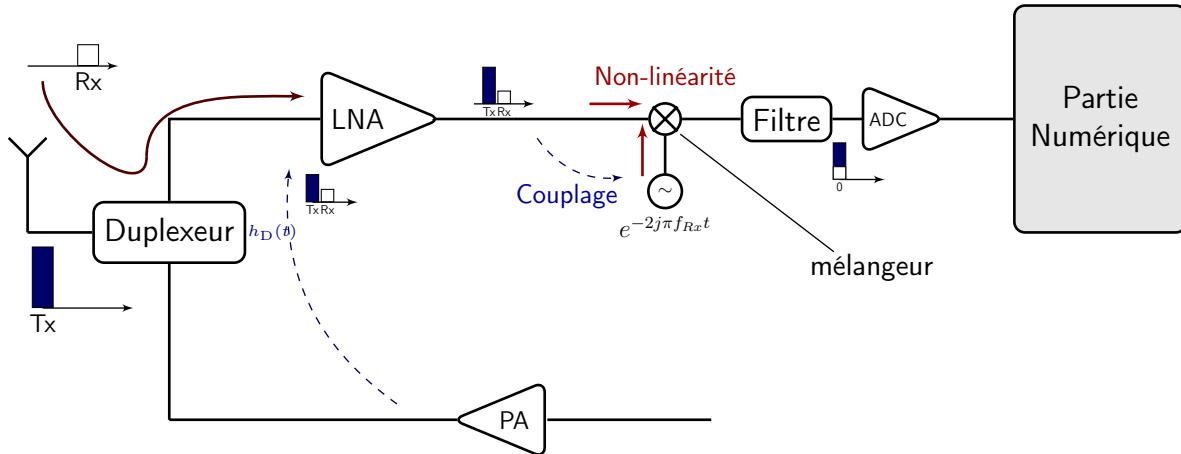 Rx
LNA
Tx Rx
Non-linéarité
Filtre
ADC
Partie
Numérique
0
Couplage
~
e^{-2jπf_{Rx}t}
mélangeur
Tx Rx
Duplexeur
h_D(t)
Tx
PA